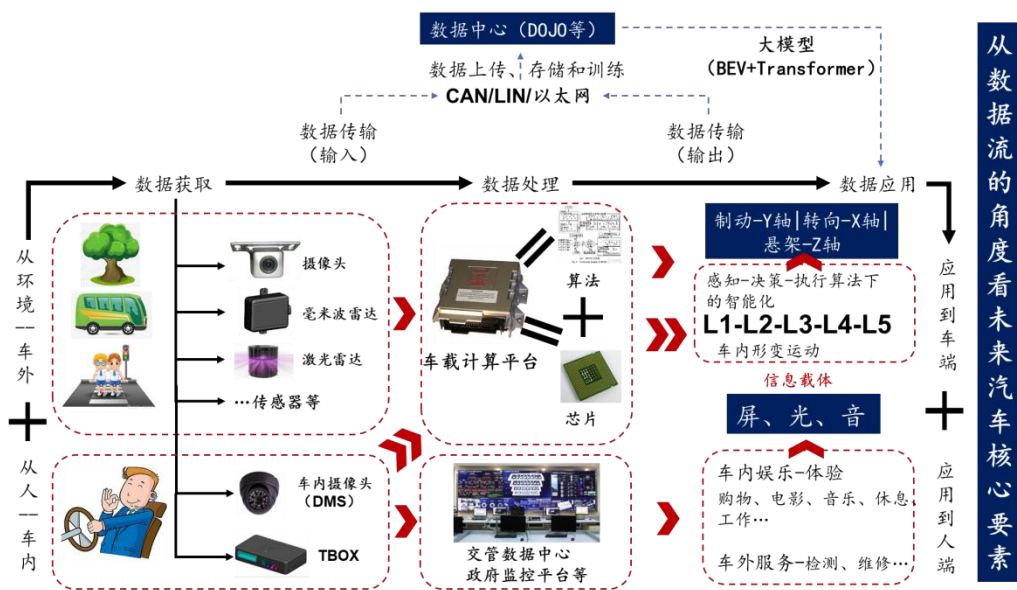 数据中心（DOJO等）
大模型
（BEV+Transformer）
数据上传、存储和训练
CAN/LIN/以太网
数据传输
（输入）
数据传输
（输出）
数据获取
数据处理
数据应用
从环境--车外
从人--车内
摄像头
毫米波雷达
激光雷达
…传感器等
车内摄像头
（DMS）
TBOX
算法
车载计算平台
芯片
交管数据中心
政府监控平台等
制动-Y轴|转向-X轴|
悬架-Z轴
感知-决策-执行算法下
的智能化
L1-L2-L3-L4-L5
车内形变运动
信息载体
屏、光、音
车内娱乐-体验
购物、电影、音乐、休息、
工作…
车外服务-检测、维修…
应用到车端
应用到人端
从数据流的角度看未来汽车核心要素